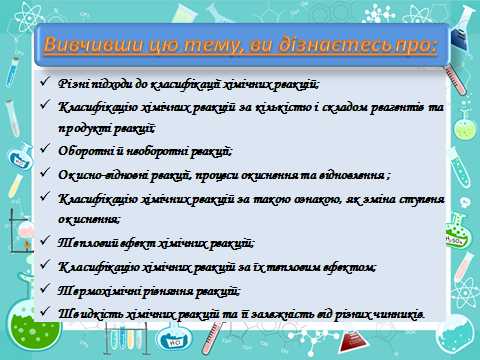 Вивчивши цю тему, ви дізнаєтесь про:
Різні підходи до класифікації хімічних реакцій;
Класифікацію хімічних реакцій за кількістю і складом реагентів та
продукті реакції;
Оборотні й необоротні реакції;
Окисно-відновні реакції, процеси окиснення та відновлення ;
Класифікацію хімічних реакцій за такою ознакою, як зміна ступеня
окиснення;
Тепловий ефект хімічних реакцій;
Класифікацію хімічних реакцій за їх тепловим ефектом;
Термохімічні рівняння реакцій;
Швидкість хімічних реакцій та її залежність від різних чинників.
H₂SO₄
HCl